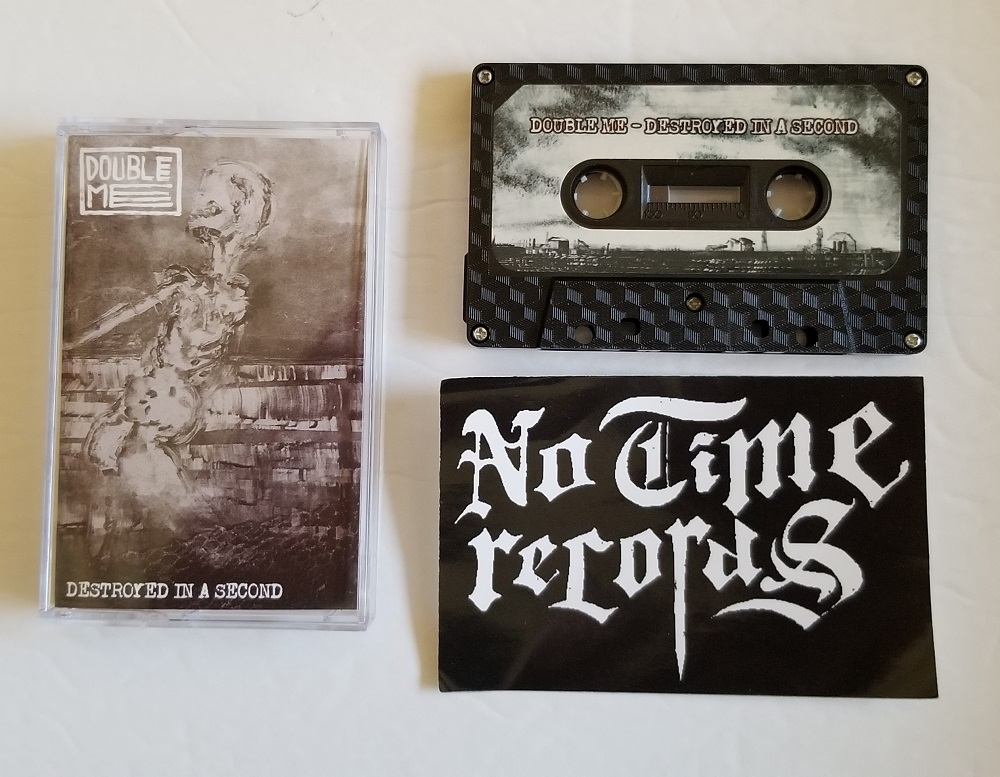 DOUBLE
ME
DESTROYED IN A SECOND
DOUBLE ME - DESTROYED IN A SECOND
No Time
records